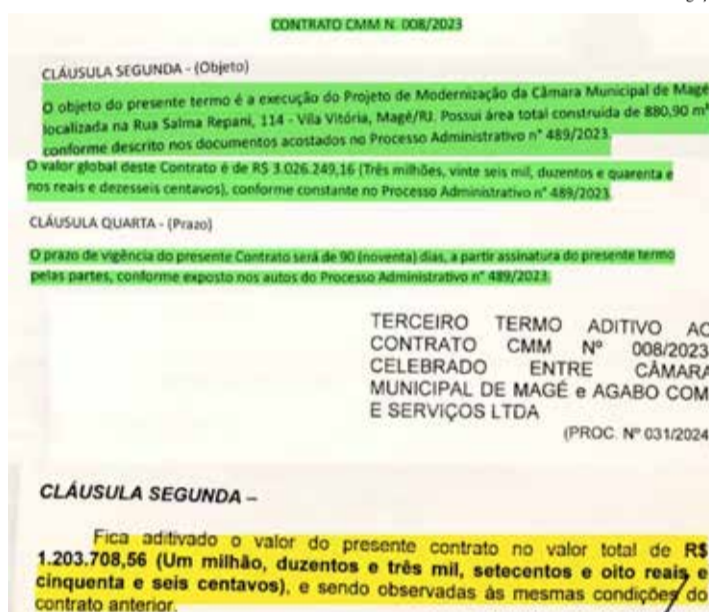 CONTRATO CMM N. 008/2023
CLÁUSULA SEGUNDA - (Objeto)
O objeto do presente termo é a execução do Projeto de Modernização da Câmara Municipal de Magé
localizada na Rua Salma Repani, 114 - Vila Vitória, Magé/RJ. Possui área total construída de 880,90 m²
conforme descrito nos documentos acostados no Processo Administrativo n° 489/2023.
O valor global deste Contrato é de R$ 3.026.249,16 (Três milhões, vinte seis mil, duzentos e quarenta e
nos reais e dezesseis centavos), conforme constante no Processo Administrativo n° 489/2023.
CLÁUSULA QUARTA - (Prazo)
O prazo de vigência do presente Contrato será de 90 (noventa) dias, a partir assinatura do presente termo
pelas partes, conforme exposto nos autos do Processo Administrativo n° 489/2023.
TERCEIRO TERMO ADITIVO AO
CONTRATO CMM Nº 008/2023
CELEBRADO ENTRE CÂMARA
MUNICIPAL DE MAGÉ e AGABO COM
E SERVIÇOS LTDA
(PROC. Nº 031/2024
CLÁUSULA SEGUNDA –
Fica aditivado o valor do presente contrato no valor total de R$
1.203.708,56 (Um milhão, duzentos e três mil, setecentos e oito reais e
cinquenta e seis centavos), e sendo observadas às mesmas condições do
contrato anterior.